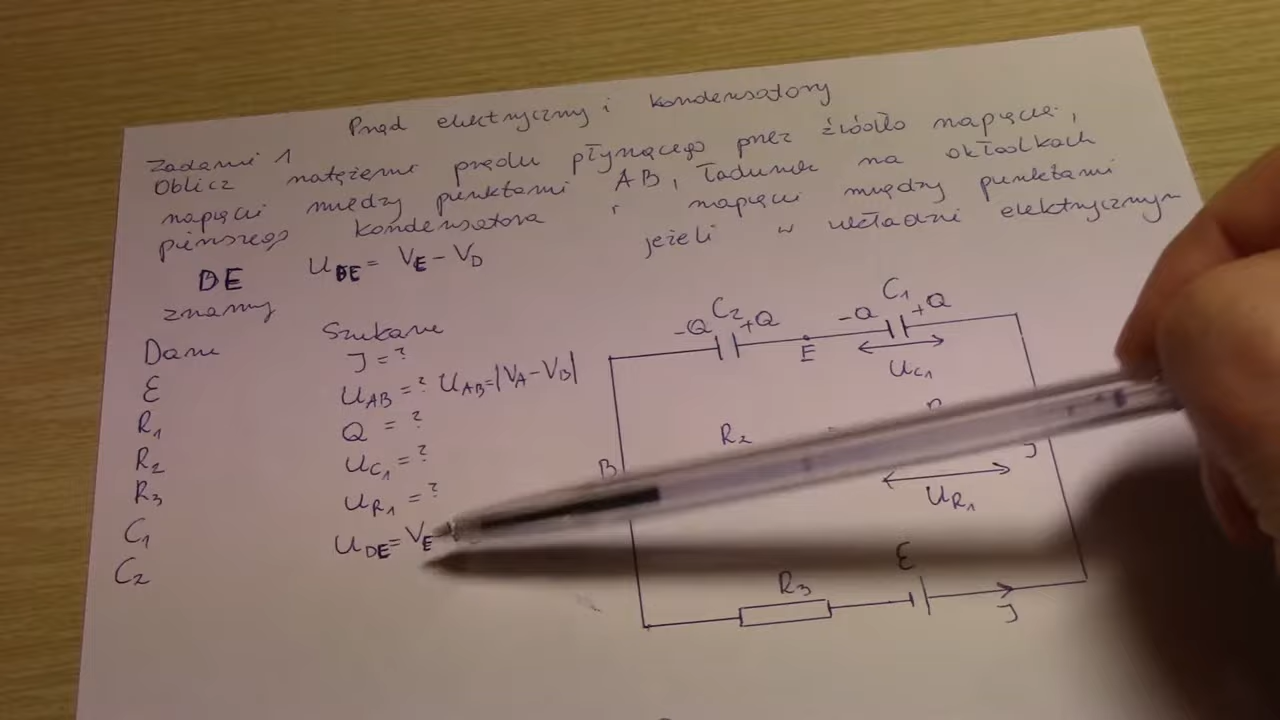 Prąd elektryczny i kondensatory
Zadanie 1
Oblicz natężenie prądu płynącego przez źródło napięcia,
napięcie między punktami AB, ładunek na okładkach
pierwszego kondensatora i napięcie między punktami
DE U_DE = V_E - V_D jeżeli w układzie elektrycznym
znamy
Dane Szukane
ε J = ?
R₁ U_AB = ? U_AB = |V_A - V_B|
R₂ Q = ?
R₃ U_C₁ = ?
C₁ U_R₁ = ?
C₂ U_DE = V_E
C₂ C₁
-Q +Q -Q +Q
E
U_C₁
R₂
B
J
U_R₁
ε
R₃
J